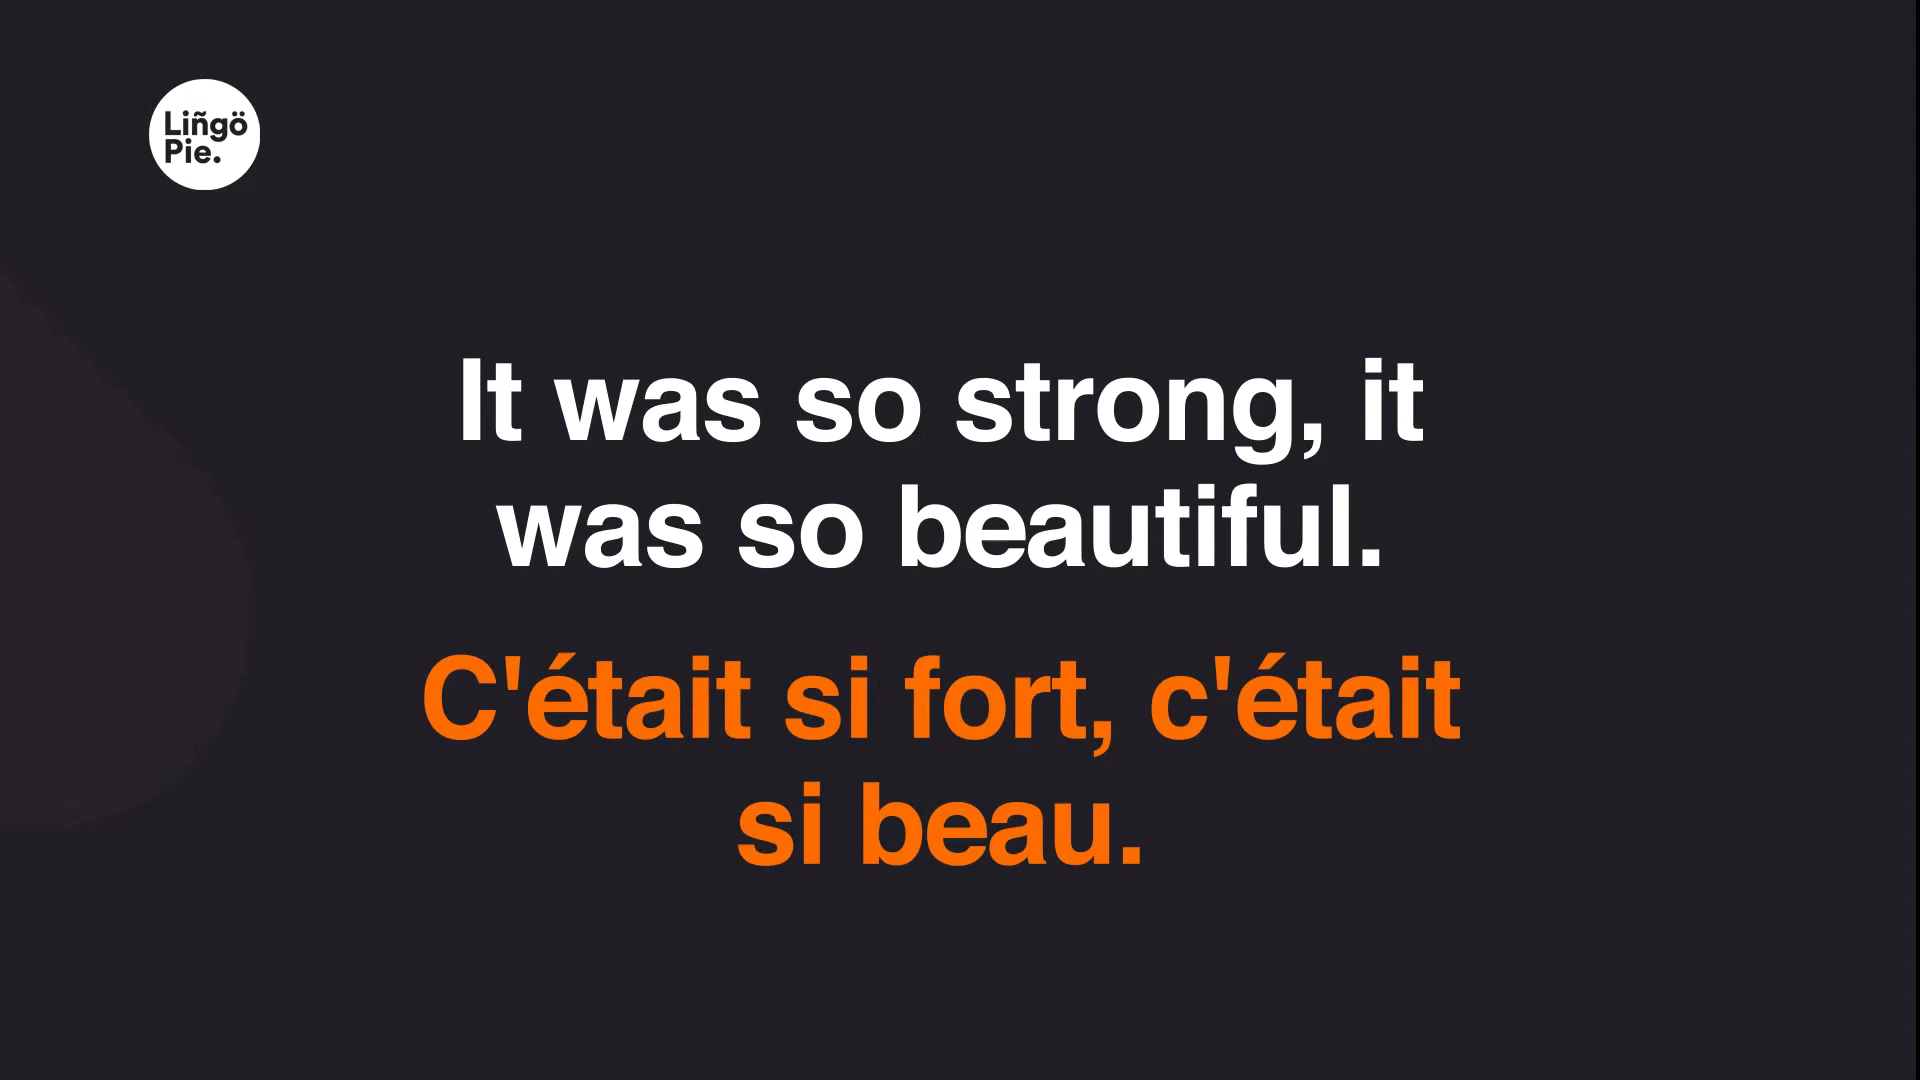 Liñgö
Pie.
It was so strong, it
was so beautiful.
C'était si fort, c'était
si beau.